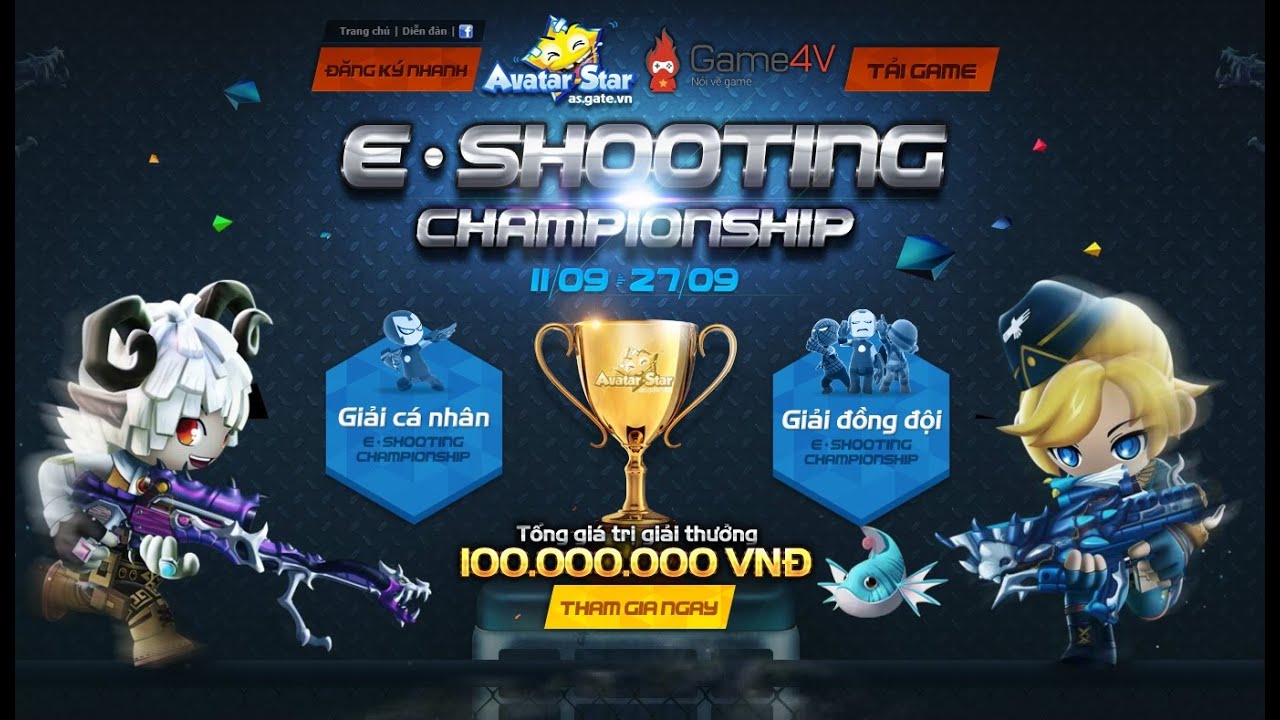 Trang chủ | Diễn đàn | f
ĐĂNG KÝ NHANH
Avatar Star
as.gate.vn
Game4V
Nói về game
TẢI GAME
E·SHOOTING
CHAMPIONSHIP
11/09 27/09
Giải cá nhân
E·SHOOTING
CHAMPIONSHIP
Avatar Star
Giải đồng đội
E·SHOOTING
CHAMPIONSHIP
Tổng giá trị giải thưởng
100.000.000 VNĐ
THAM GIA NGAY